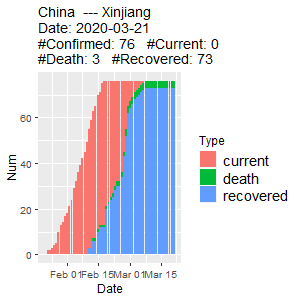 China  --- Xinjiang
Date: 2020-03-21
#Confirmed: 76   #Current: 0
#Death: 3   #Recovered: 73
Num
60
40
20
0
Feb 01 Feb 15 Mar 01 Mar 15
Date
Type
current
death
recovered